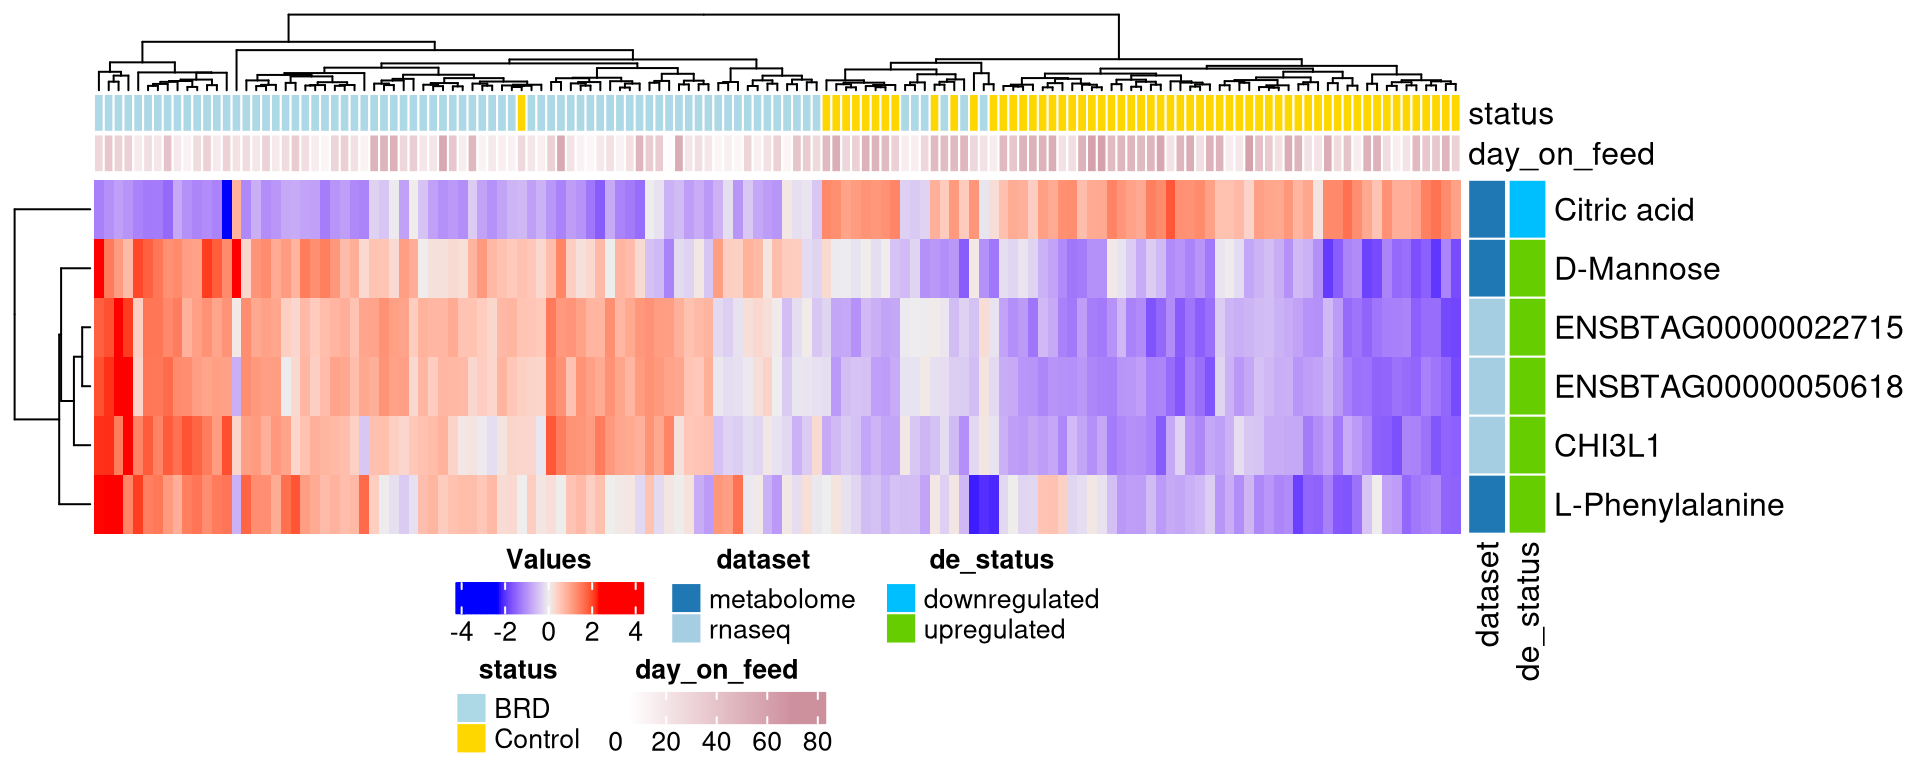 status
day_on_feed
Citric acid
D-Mannose
ENSBTAG00000022715
ENSBTAG00000050618
CHI3L1
L-Phenylalanine
dataset
de_status
Values
-4 -2 0 2 4
dataset
metabolome
rnaseq
de_status
downregulated
upregulated
status
BRD
Control
day_on_feed
0 20 40 60 80